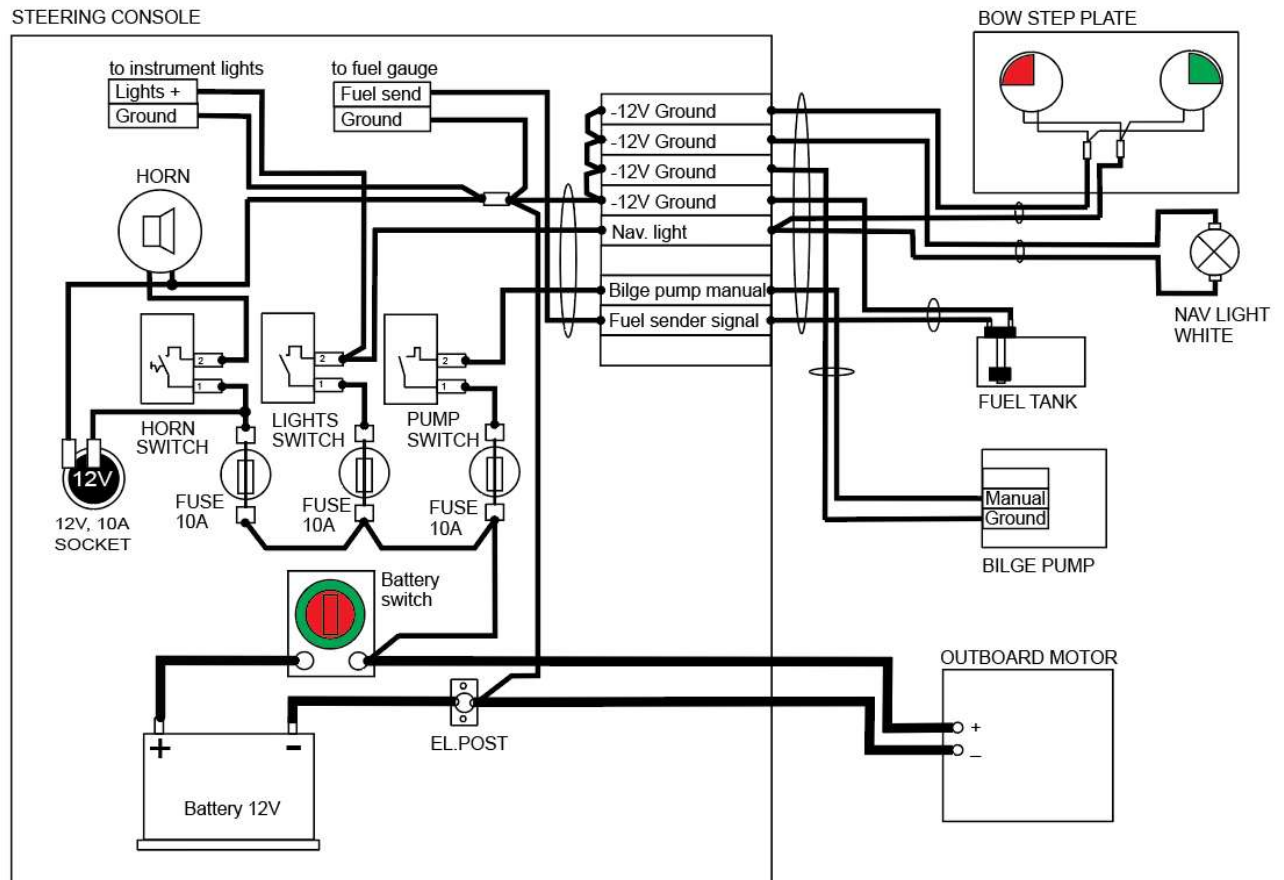 STEERING CONSOLE
BOW STEP PLATE
to instrument lights
Lights +
Ground
to fuel gauge
Fuel send
Ground
-12V Ground
-12V Ground
-12V Ground
-12V Ground
Nav. light
Bilge pump manual
Fuel sender signal
HORN
NAV LIGHT
WHITE
2
1
2
1
2
1
HORN
SWITCH
LIGHTS
SWITCH
PUMP
SWITCH
FUEL TANK
12V
12V, 10A
SOCKET
FUSE
10A
FUSE
10A
FUSE
10A
Manual
Ground
BILGE PUMP
Battery
switch
OUTBOARD MOTOR
+
–
EL.POST
+
–
Battery 12V